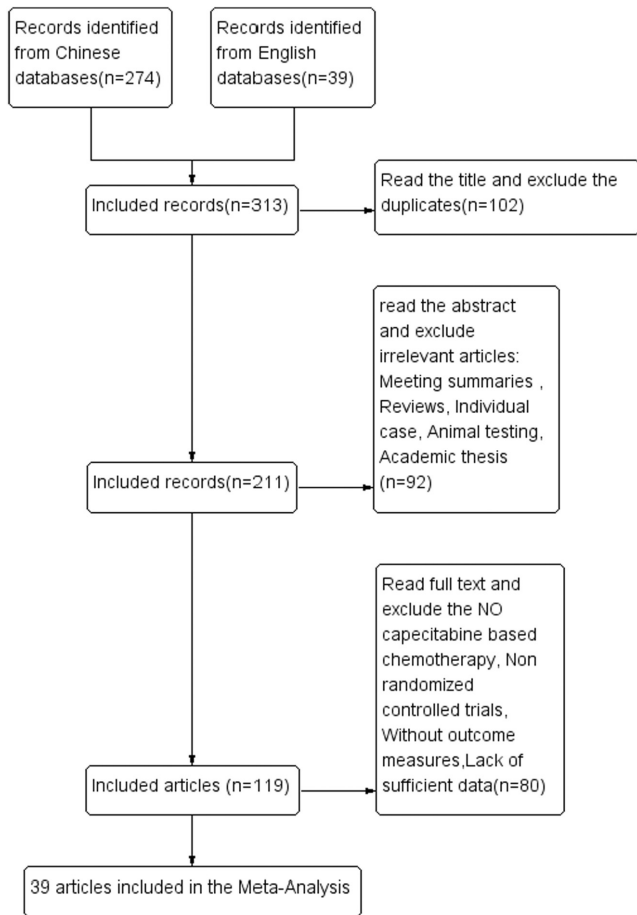 Records identified
from Chinese
databases(n=274)
Records identified
from English
databases(n=39)
Included records(n=313)
Read the title and exclude the
duplicates(n=102)
read the abstract
and exclude
irrelevant articles:
Meeting summaries ,
Reviews, Individual
case, Animal testing,
Academic thesis
(n=92)
Included records(n=211)
Read full text and
exclude the NO
capecitabine based
chemotherapy, Non
randomized
controlled trials,
Without outcome
measures,Lack of
sufficient data(n=80)
Included articles (n=119)
39 articles included in the Meta-Analysis